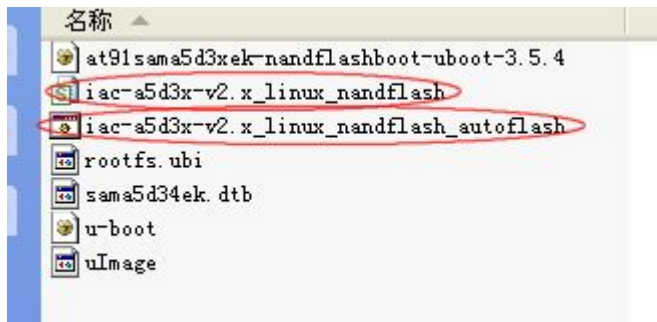 名称
at91sama5d3xek-nandflashboot-uboot-3.5.4
iac-a5d3x-v2.x_linux_nandflash
iac-a5d3x-v2.x_linux_nandflash_autoflash
rootfs.ubi
sama5d34ek.dtb
u-boot
uImage